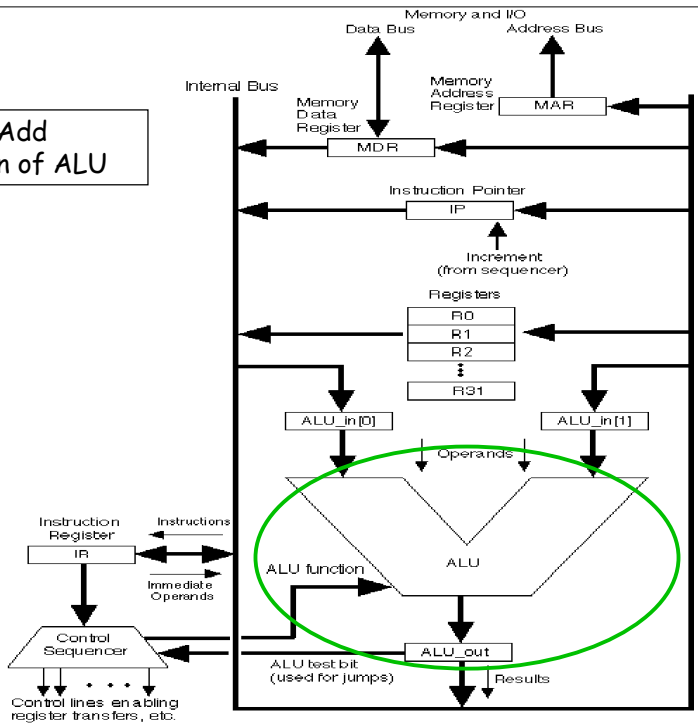 Memory and I/O
Data Bus
Address Bus
Internal Bus
Memory
Data
Register
Memory
Address
Register
MAR
Add
of ALU
MDR
Instruction Pointer
IP
Increment
(from sequencer)
Registers
R0
R1
R2
R31
ALU_in[0]
ALU_in[1]
Operands
Instruction
Register
Instructions
IR
ALU
ALU function
Immediate
Operands
Control
Sequencer
ALU_out
ALU test bit
(used for jumps)
Results
Control lines enabling
register transfers, etc.